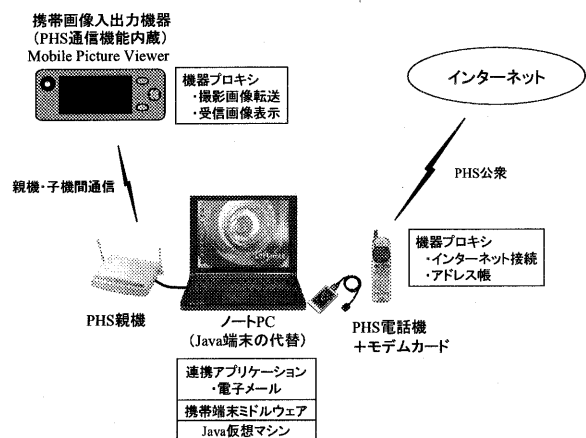 携帯画像入出力機器
(PHS通信機能内蔵)
Mobile Picture Viewer
機器プロキシ
・撮影画像転送
・受信画像表示
インターネット
親機・子機間通信
PHS公衆
機器プロキシ
・インターネット接続
・アドレス帳
PHS親機
ノートPC
(Java端末の代替)
PHS電話機
＋モデムカード
連携アプリケーション
・電子メール
携帯端末ミドルウェア
Java仮想マシン